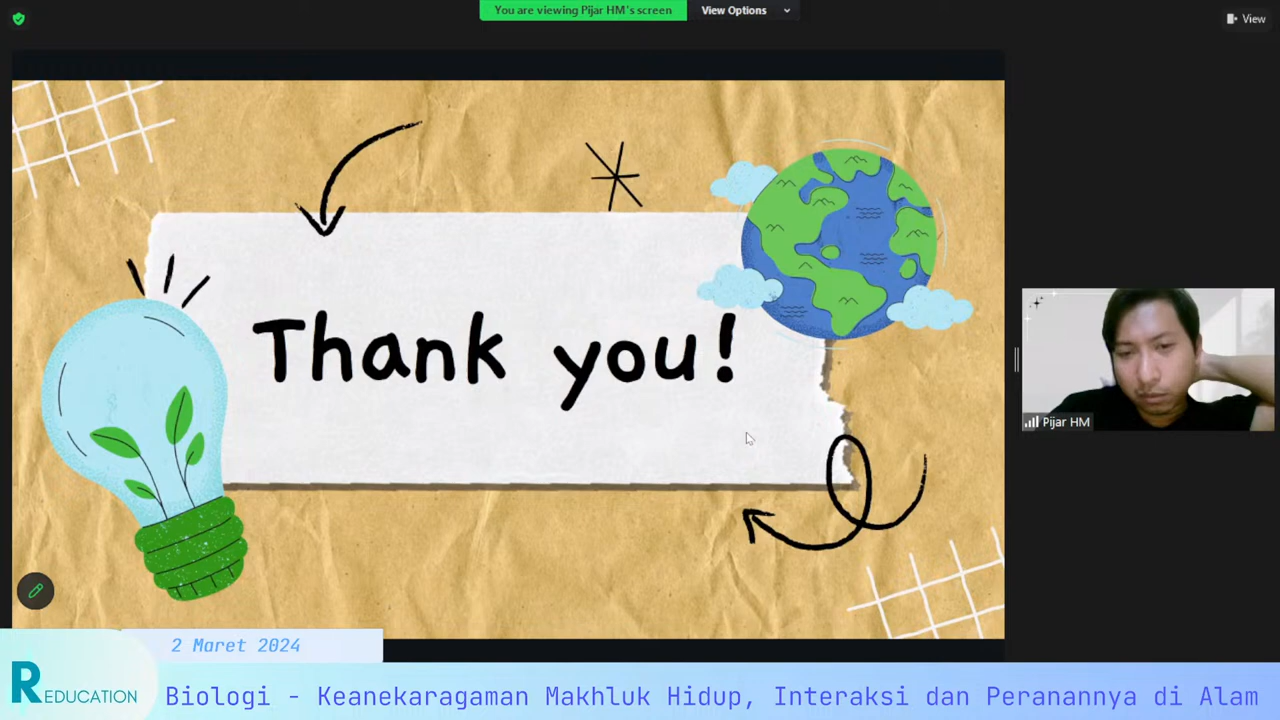 You are viewing Pijar HM's screen
View Options
View
Thank you!
Pijar HM
2 Maret 2024
R EDUCATION
Biologi - Keanekaragaman Makhluk Hidup, Interaksi dan Peranannya di Alam